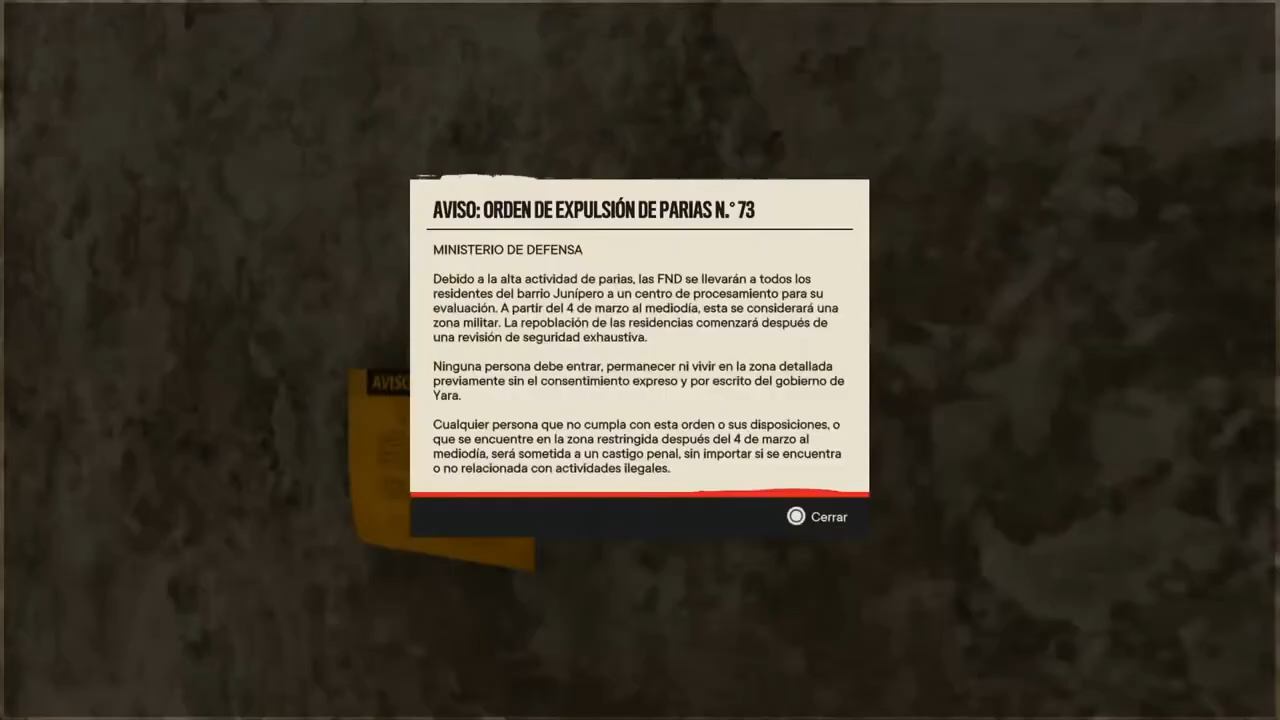 AVISO: ORDEN DE EXPULSIÓN DE PARIAS N.° 73
MINISTERIO DE DEFENSA
Debido a la alta actividad de parias, las FND se llevarán a todos los
residentes del barrio Junípero a un centro de procesamiento para su
evaluación. A partir del 4 de marzo al mediodía, esta se considerará una
zona militar. La repoblación de las residencias comenzará después de
una revisión de seguridad exhaustiva.
Ninguna persona debe entrar, permanecer ni vivir en la zona detallada
previamente sin el consentimiento expreso y por escrito del gobierno de
Yara.
Cualquier persona que no cumpla con esta orden o sus disposiciones, o
que se encuentre en la zona restringida después del 4 de marzo al
mediodía, será sometida a un castigo penal, sin importar si se encuentra
o no relacionada con actividades ilegales.
Cerrar